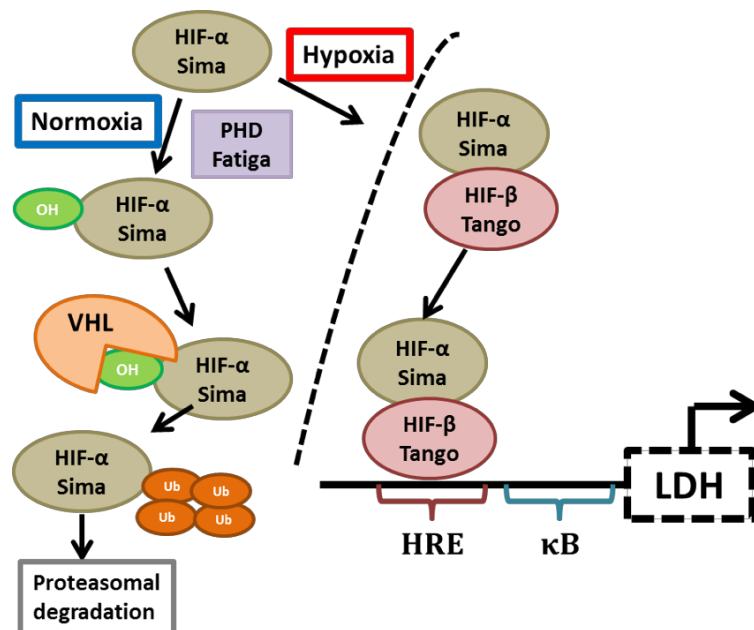 HIF-α
Sima
Hypoxia
Normoxia
PHD
Fatiga
OH
HIF-α
Sima
VHL
OH
HIF-α
Sima
HIF-α
Sima
Ub
Ub
Ub
Ub
Proteasomal
degradation
HIF-α
Sima
HIF-β
Tango
HIF-α
Sima
HIF-β
Tango
LDH
HRE
κB